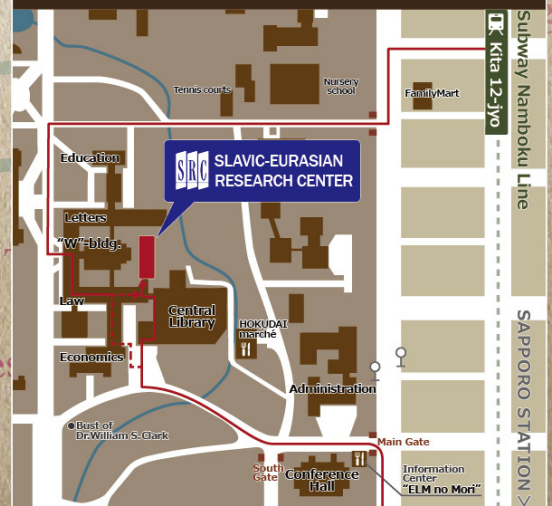 Subway Namboku Line
Kita 12-jyo
Tennis courts
Nursery
school
FamilyMart
Education
SRC
SLAVIC-EURASIAN
RESEARCH CENTER
Letters
"W"-bldg.
Law
Central
Library
HOKUDAI
marché
Economics
Administration
SAPPORO STATION >
Bust of
Dr.William S.Clark
Main Gate
South
Gate
Conference
Hall
Information
Center
"ELM no Mori"